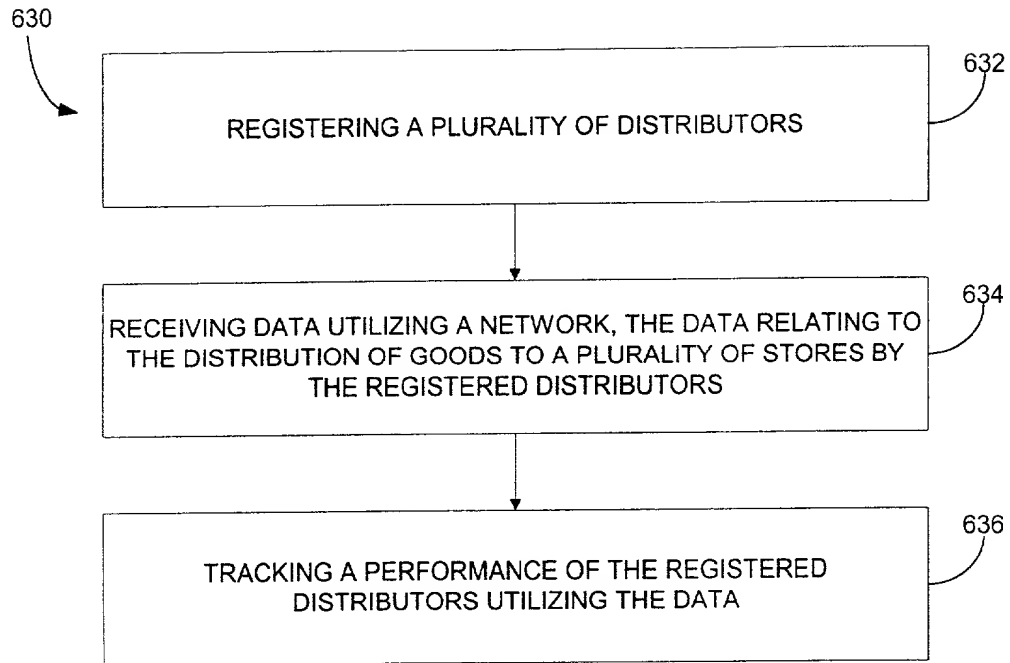 630
632
REGISTERING A PLURALITY OF DISTRIBUTORS
634
RECEIVING DATA UTILIZING A NETWORK, THE DATA RELATING TO
THE DISTRIBUTION OF GOODS TO A PLURALITY OF STORES BY
THE REGISTERED DISTRIBUTORS
636
TRACKING A PERFORMANCE OF THE REGISTERED
DISTRIBUTORS UTILIZING THE DATA